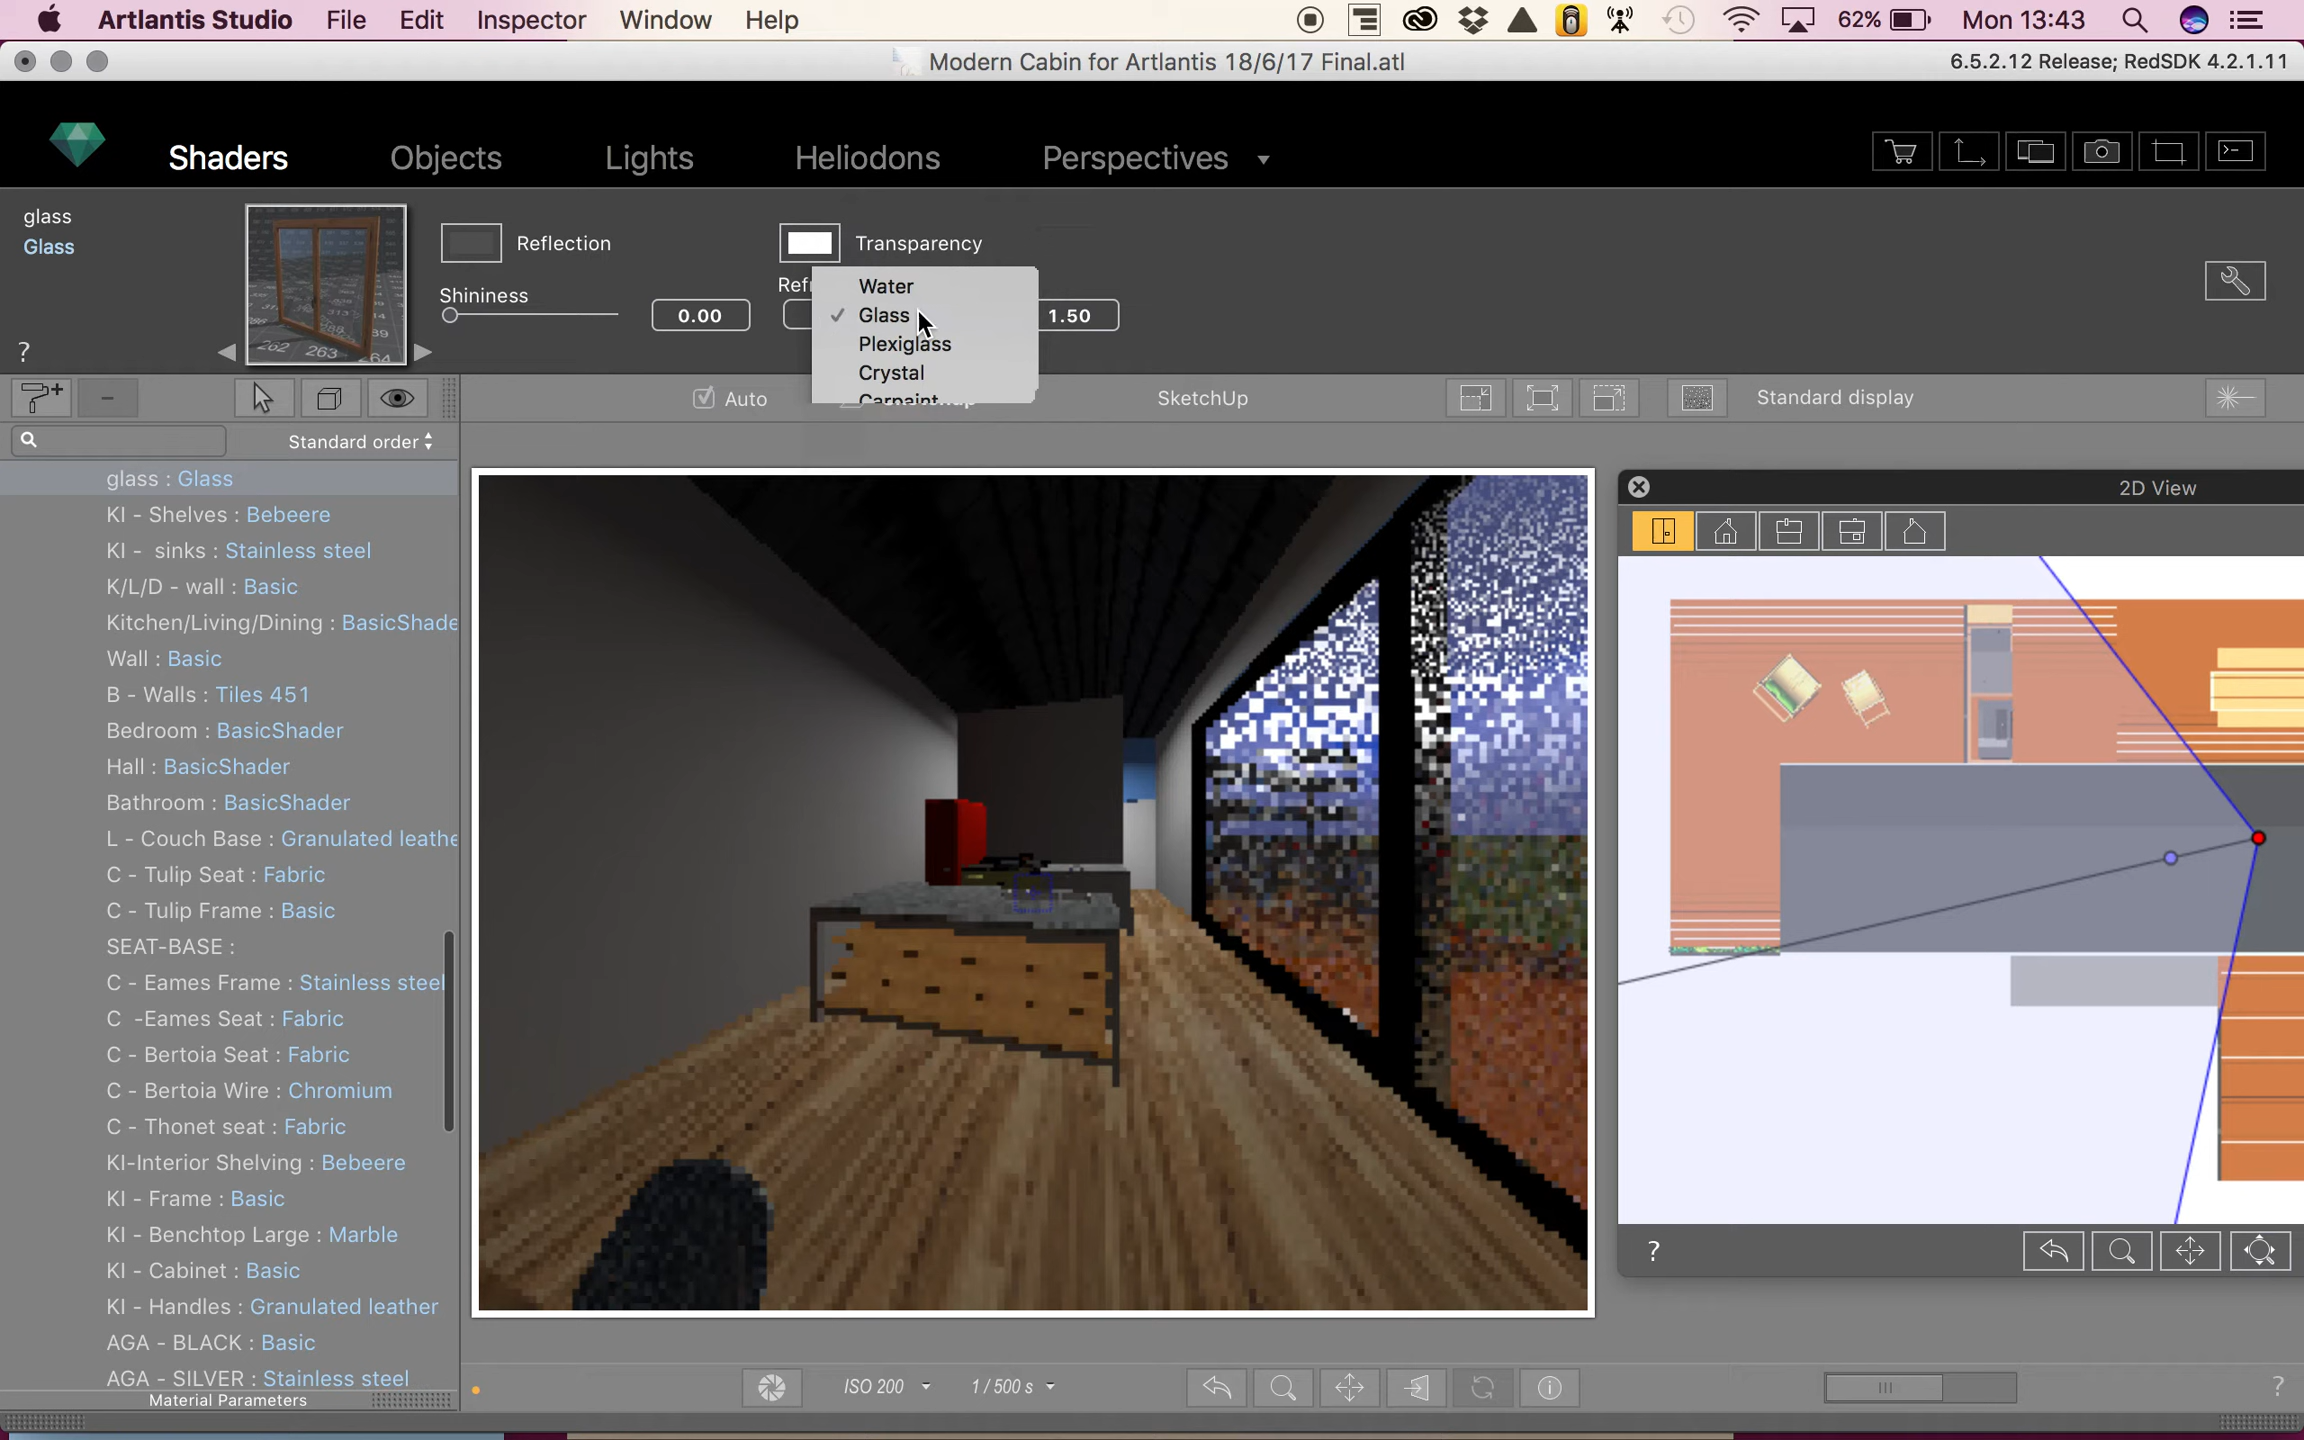 Artlantis Studio File Edit Inspector Window Help 62% Mon 13:43
Modern Cabin for Artlantis 18/6/17 Final.atl 6.5.2.12 Release; RedSDK 4.2.1.11
Shaders Objects Lights Heliodons Perspectives
glass
Glass
?
Reflection
Shininess
0.00
Transparency
Refr
1.50
Water
✓ Glass
Plexiglass
Crystal
Carpaint
Auto SketchUp Standard display
Standard order
glass : Glass
KI - Shelves : Bebeere
KI - sinks : Stainless steel
K/L/D - wall : Basic
Kitchen/Living/Dining : BasicShade
Wall : Basic
B - Walls : Tiles 451
Bedroom : BasicShader
Hall : BasicShader
Bathroom : BasicShader
L - Couch Base : Granulated leathe
C - Tulip Seat : Fabric
C - Tulip Frame : Basic
SEAT-BASE :
C - Eames Frame : Stainless steel
C -Eames Seat : Fabric
C - Bertoia Seat : Fabric
C - Bertoia Wire : Chromium
C - Thonet seat : Fabric
KI-Interior Shelving : Bebeere
KI - Frame : Basic
KI - Benchtop Large : Marble
KI - Cabinet : Basic
KI - Handles : Granulated leather
AGA - BLACK : Basic
AGA - SILVER : Stainless steel
Material Parameters
2D View
?
ISO 200 1/500 s
?